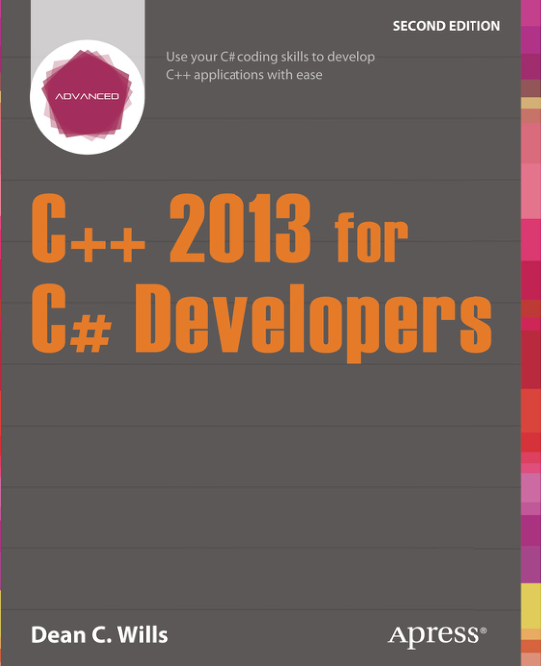 SECOND EDITION
Use your C# coding skills to develop
C++ applications with ease
ADVANCED
C++ 2013 for
C# Developers
Dean C. Wills
Apress®